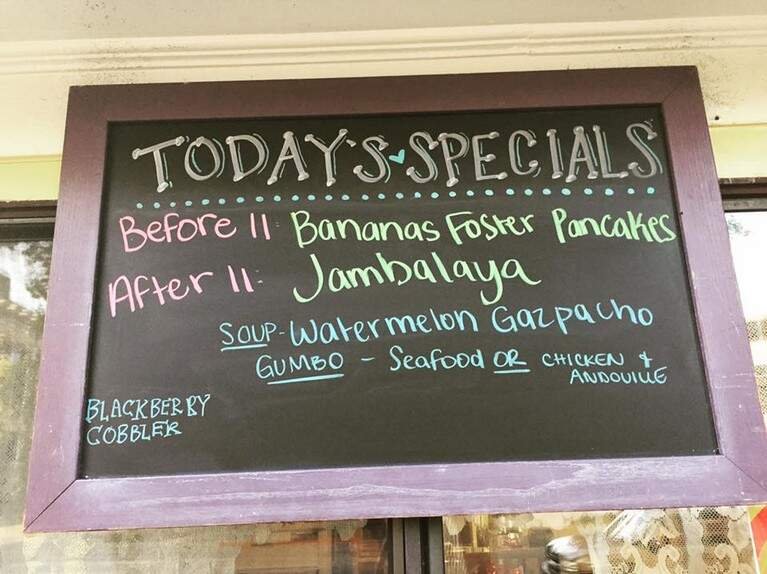 TODAY'S SPECIALS
Before 11 Bananas Foster Pancakes
After 11: Jambalaya
SOUP - Watermelon Gazpacho
GUMBO - Seafood OR CHICKEN &
ANDOUILLE
BLACKBERRY
COBBLER